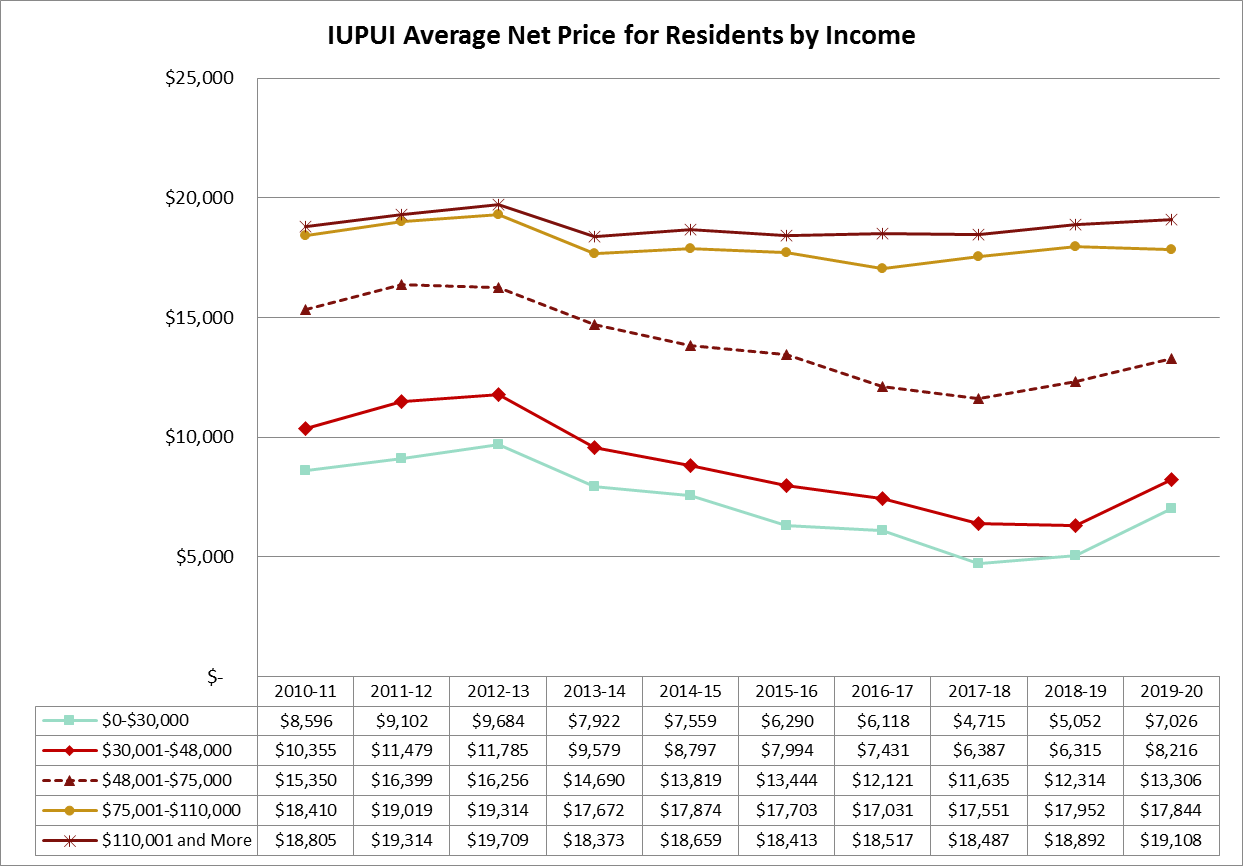 IUPUI Average Net Price for Residents by Income
$25,000
$20,000
$15,000
$10,000
$5,000
$-
2010-11 2011-12 2012-13 2013-14 2014-15 2015-16 2016-17 2017-18 2018-19 2019-20
$0-$30,000 $8,596 $9,102 $9,684 $7,922 $7,559 $6,290 $6,118 $4,715 $5,052 $7,026
$30,001-$48,000 $10,355 $11,479 $11,785 $9,579 $8,797 $7,994 $7,431 $6,387 $6,315 $8,216
$48,001-$75,000 $15,350 $16,399 $16,256 $14,690 $13,819 $13,444 $12,121 $11,635 $12,314 $13,306
$75,001-$110,000 $18,410 $19,019 $19,314 $17,672 $17,874 $17,703 $17,031 $17,551 $17,952 $17,844
$110,001 and More $18,805 $19,314 $19,709 $18,373 $18,659 $18,413 $18,517 $18,487 $18,892 $19,108